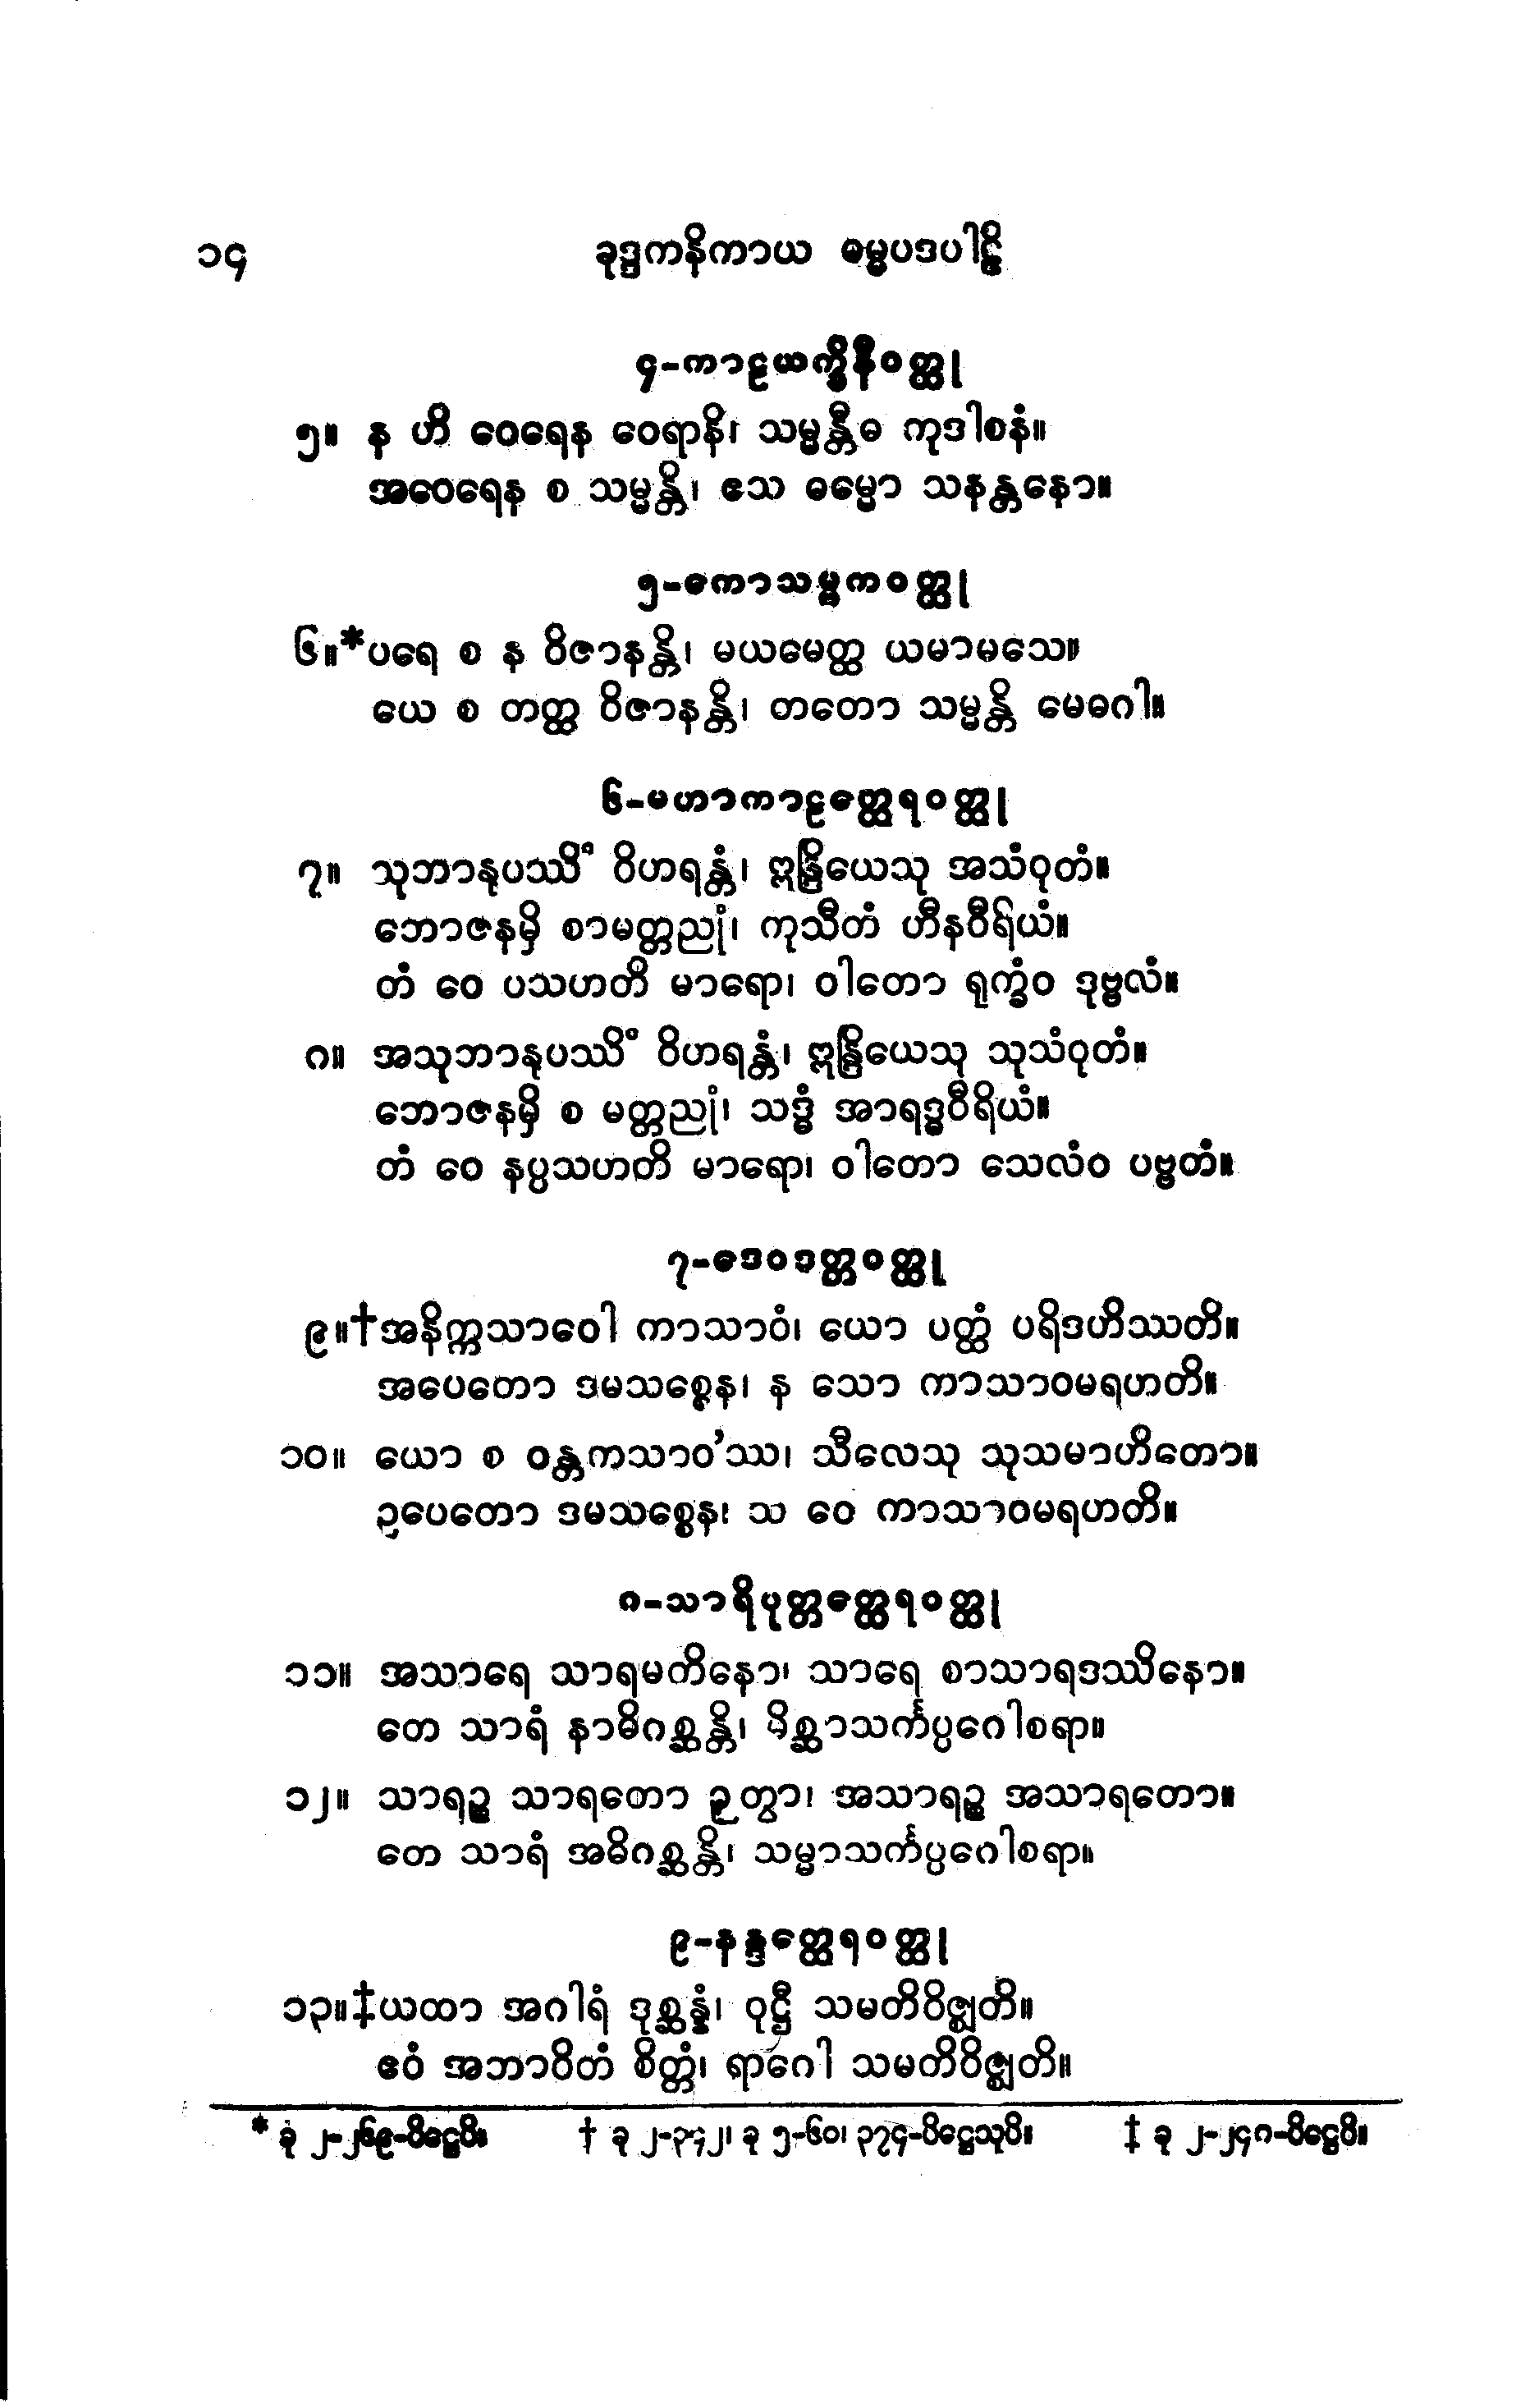 ၁၄ ခုဒ္ဒကနိကာယ ဓမ္မပဒပါဠိ
၄-ကာဠယက္ခိနီဝတ္ထု
၅။ န ဟိ ဝေရေန ဝေရာနိ၊ သမ္မန္တီဓ ကုဒါစနံ။
အဝေရေန စ သမ္မန္တိ၊ ဧသ ဓမ္မော သနန္တနော။
၅-ကောသမ္ဗကဝတ္ထု
၆။*ပရေ စ န ဝိဇာနန္တိ၊ မယမေတ္ထ ယမာမသေ။
ယေ စ တတ္ထ ဝိဇာနန္တိ၊ တတော သမ္မန္တိ မေဓဂါ။
၆-မဟာကာဠတ္ထေရဝတ္ထု
၇။ သုဘာနုပဿိံ ဝိဟရန္တံ၊ ဣန္ဒြိယေသု အသံဝုတံ။
ဘောဇနမှိ စာမတ္တညုံ၊ ကုသီတံ ဟီနဝီရိယံ။
တံ ဝေ ပသဟတိ မာရော၊ ဝါတော ရုက္ခံဝ ဒုဗ္ဗလံ။
၈။ အသုဘာနုပဿိံ ဝိဟရန္တံ၊ ဣန္ဒြိယေသု သုသံဝုတံ။
ဘောဇနမှိ စ မတ္တညုံ၊ သဒ္ဓံ အာရဒ္ဓဝီရိယံ။
တံ ဝေ နပ္ပသဟတိ မာရော၊ ဝါတော သေလံဝ ပဗ္ဗတံ။
၇-ဒေဝဒတ္တဝတ္ထု
၉။†အနိက္ကသာဝေါ ကာသာဝံ၊ ယော ဝတ္ထံ ပရိဒဟိဿတိ။
အပေတော ဒမသစ္စေန၊ န သော ကာသာဝမရဟတိ။
၁၀။ ယော စ ဝန္တကသာဝ’ဿ၊ သီလေသု သုသမာဟိတော။
ဥပေတော ဒမသစ္စေန၊ သ ဝေ ကာသာဝမရဟတိ။
၈-သာရိပုတ္တတ္ထေရဝတ္ထု
၁၁။ အသာရေ သာရမတိနော၊ သာရေ စာသာရဒဿိနော။
တေ သာရံ နာဓိဂစ္ဆန္တိ၊ မိစ္ဆာသင်္ကပ္ပဂေါစရာ။
၁၂။ သာရဉ္စ သာရတော ဉတွာ၊ အသာရဉ္စ အသာရတော။
တေ သာရံ အဓိဂစ္ဆန္တိ၊ သမ္မာသင်္ကပ္ပဂေါစရာ။
၉-နန္ဒတ္ထေရဝတ္ထု
၁၃။‡ယထာ အဂါရံ ဒုစ္ဆန္နံ၊ ဝုဋ္ဌီ သမတိဝိဇ္ဈတိ။
ဧဝံ အဘာဝိတံ စိတ္တံ၊ ရာဂေါ သမတိဝိဇ္ဈတိ။
* ခု ၂-၂၆၉-ပိဋ္ဌေပိ။ † ခု ၂-၃၄၂၊ ခု ၅-၆၀၊ ၃၇၄-ပိဋ္ဌေသုပိ။ ‡ ခု ၂-၂၄၈-ပိဋ္ဌေပိ။